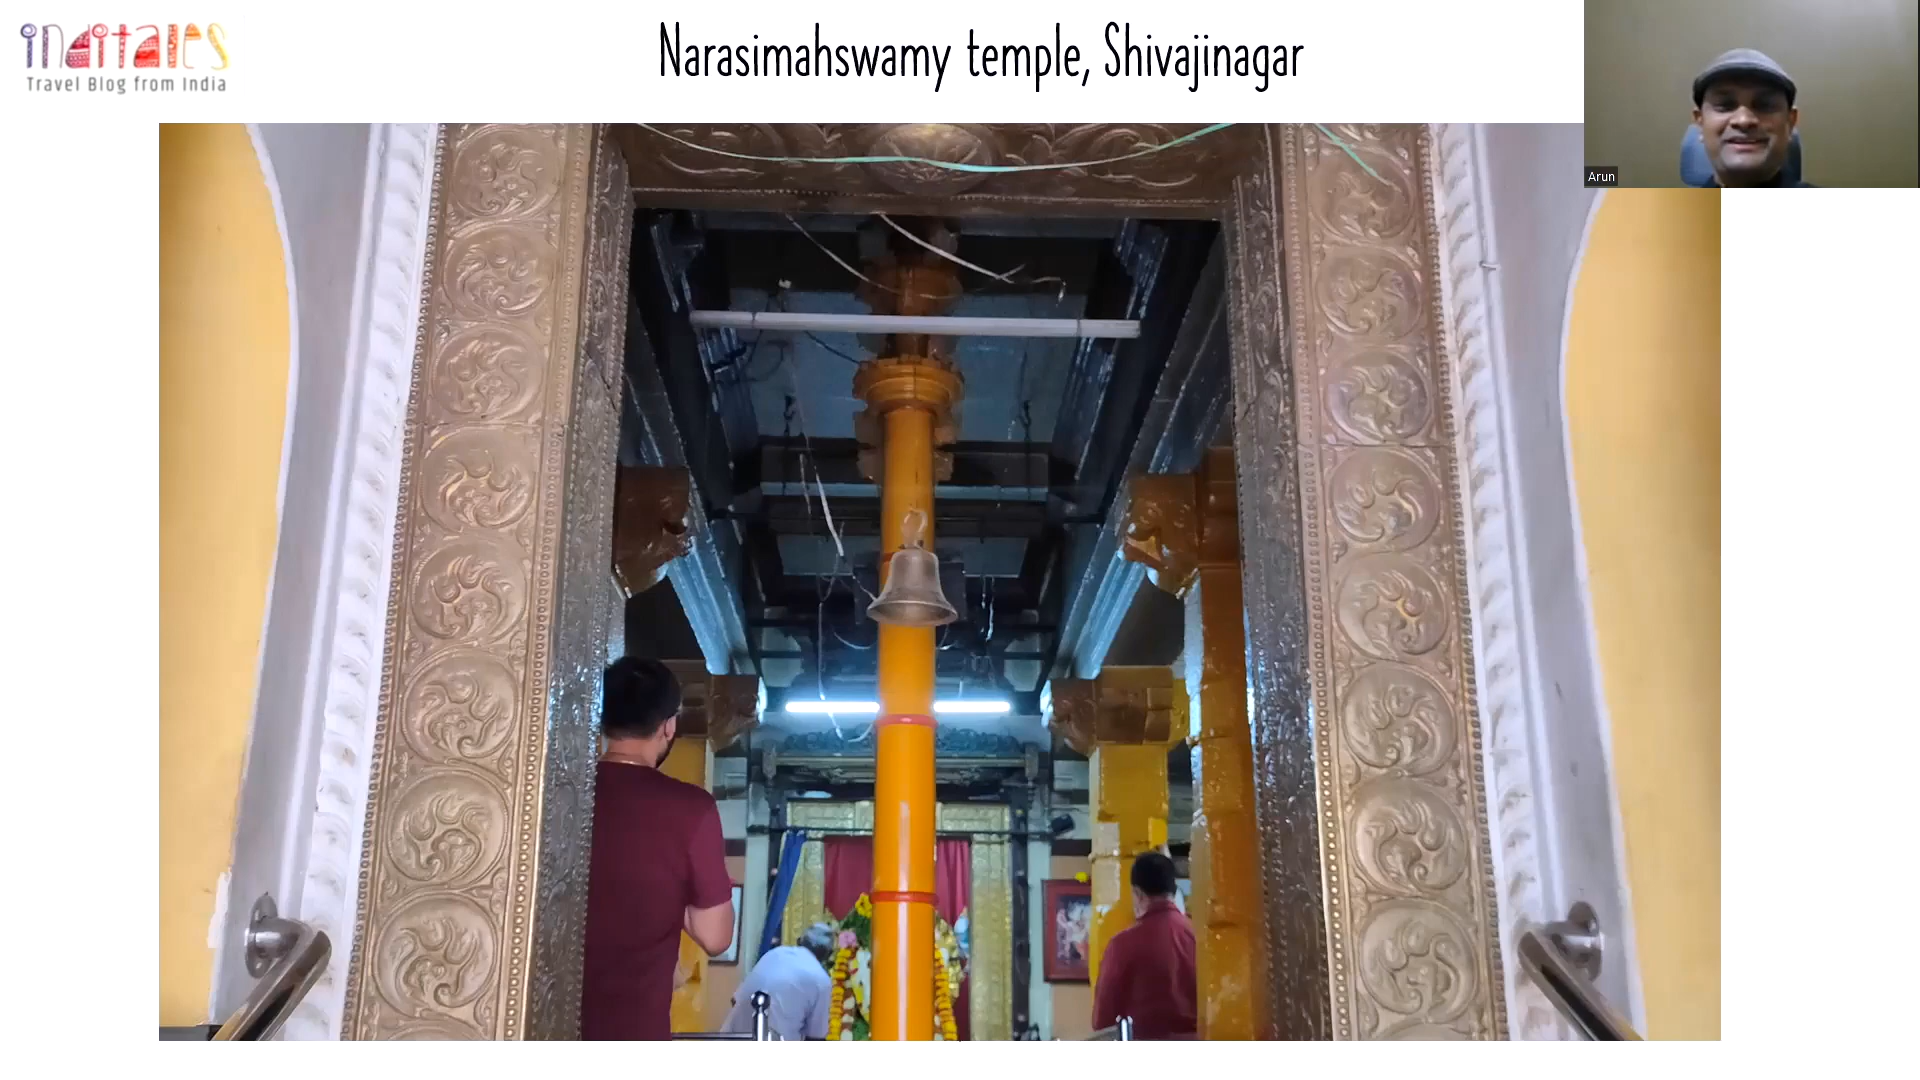 inditales
Travel Blog from India
Narasimahswamy temple, Shivajinagar
Arun